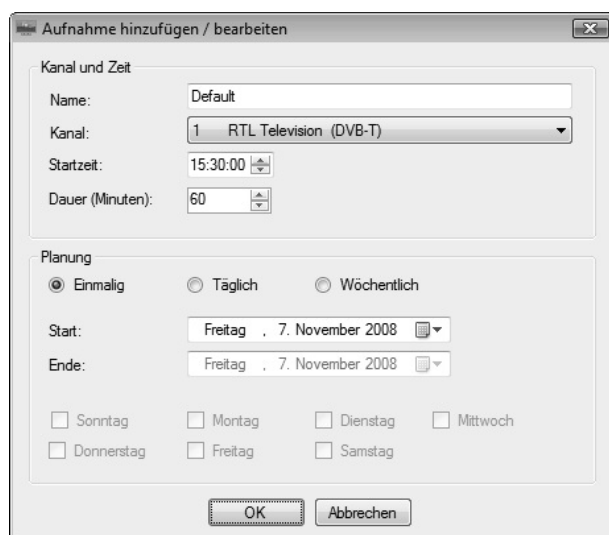 Aufnahme hinzufügen / bearbeiten
Kanal und Zeit
Name: Default
Kanal: 1 RTL Television (DVB-T)
Startzeit: 15:30:00
Dauer (Minuten): 60
Planung
Einmalig Täglich Wöchentlich
Start: Freitag , 7. November 2008
Ende: Freitag , 7. November 2008
Sonntag Montag Dienstag Mittwoch
Donnerstag Freitag Samstag
OK Abbrechen